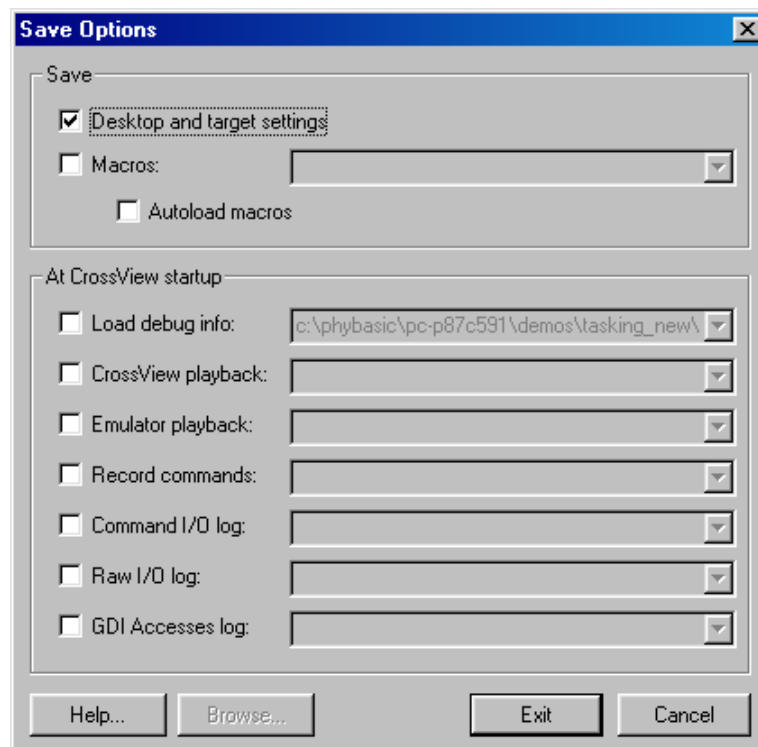 Save Options
Save
Desktop and target settings
Macros:
Autoload macros
At CrossView startup
Load debug info: c:\phybasic\pc-p87c591\demos\tasking_new\
CrossView playback:
Emulator playback:
Record commands:
Command I/O log:
Raw I/O log:
GDI Accesses log:
Help... Browse... Exit Cancel